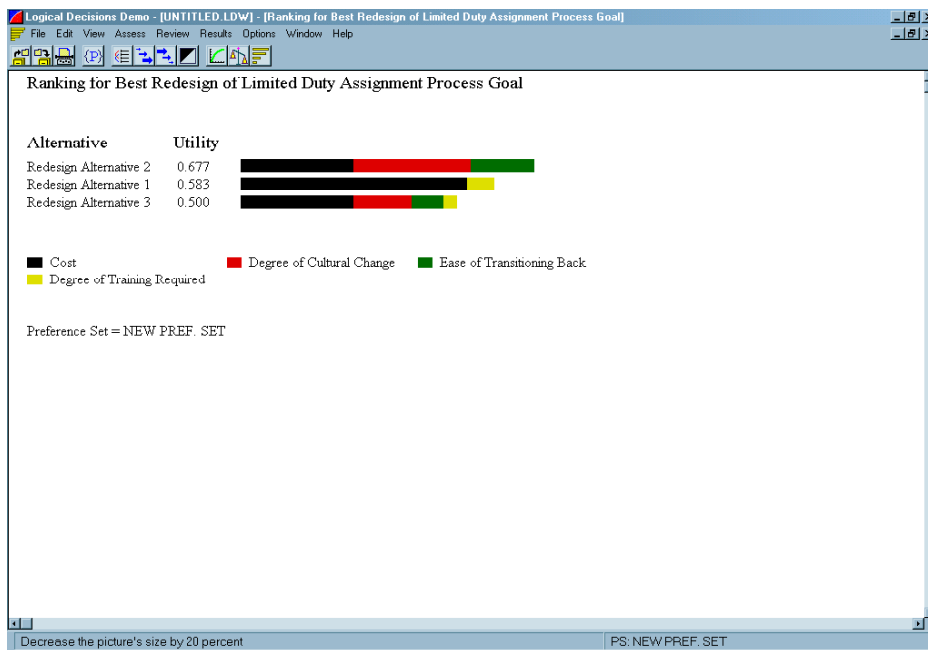 Logical Decisions Demo - [UNTITLED.LDW] - [Ranking for Best Redesign of Limited Duty Assignment Process Goal]
File Edit View Assess Review Results Options Window Help
{P}
Ranking for Best Redesign of Limited Duty Assignment Process Goal
Alternative Utility
Redesign Alternative 2 0.677
Redesign Alternative 1 0.583
Redesign Alternative 3 0.500
Cost Degree of Cultural Change Ease of Transitioning Back
Degree of Training Required
Preference Set = NEW PREF. SET
Decrease the picture's size by 20 percent PS: NEW PREF. SET